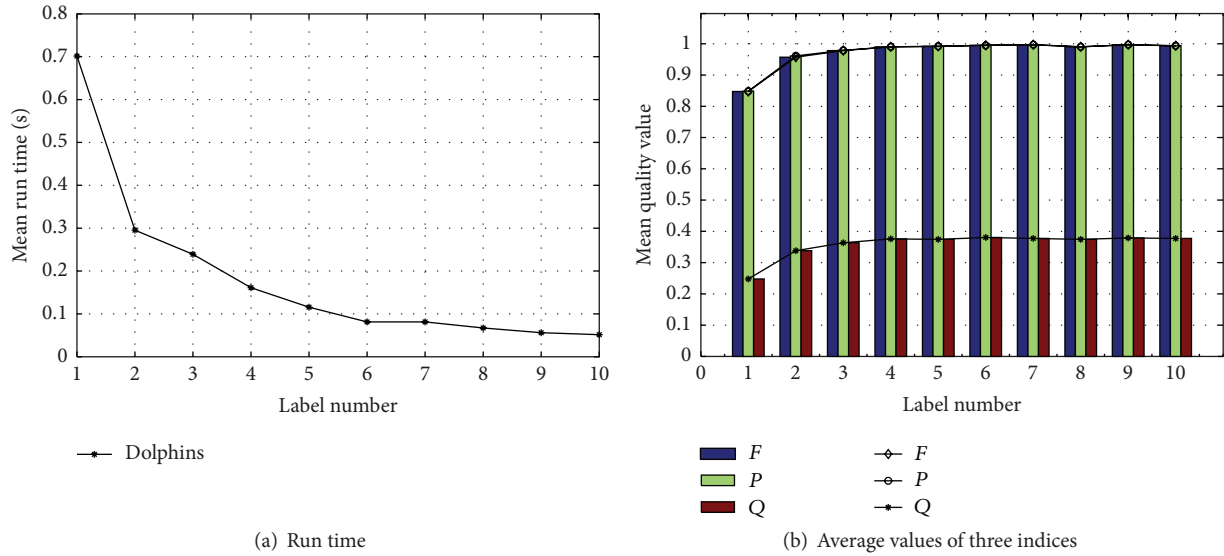 0.8
0.7
0.6
0.5
0.4
0.3
0.2
0.1
0
Mean run time (s)
1 2 3 4 5 6 7 8 9 10
Label number
Dolphins
(a) Run time
1
0.9
0.8
0.7
0.6
0.5
0.4
0.3
0.2
0.1
0
Mean quality value
0 1 2 3 4 5 6 7 8 9 10
Label number
F F
P P
Q Q
(b) Average values of three indices